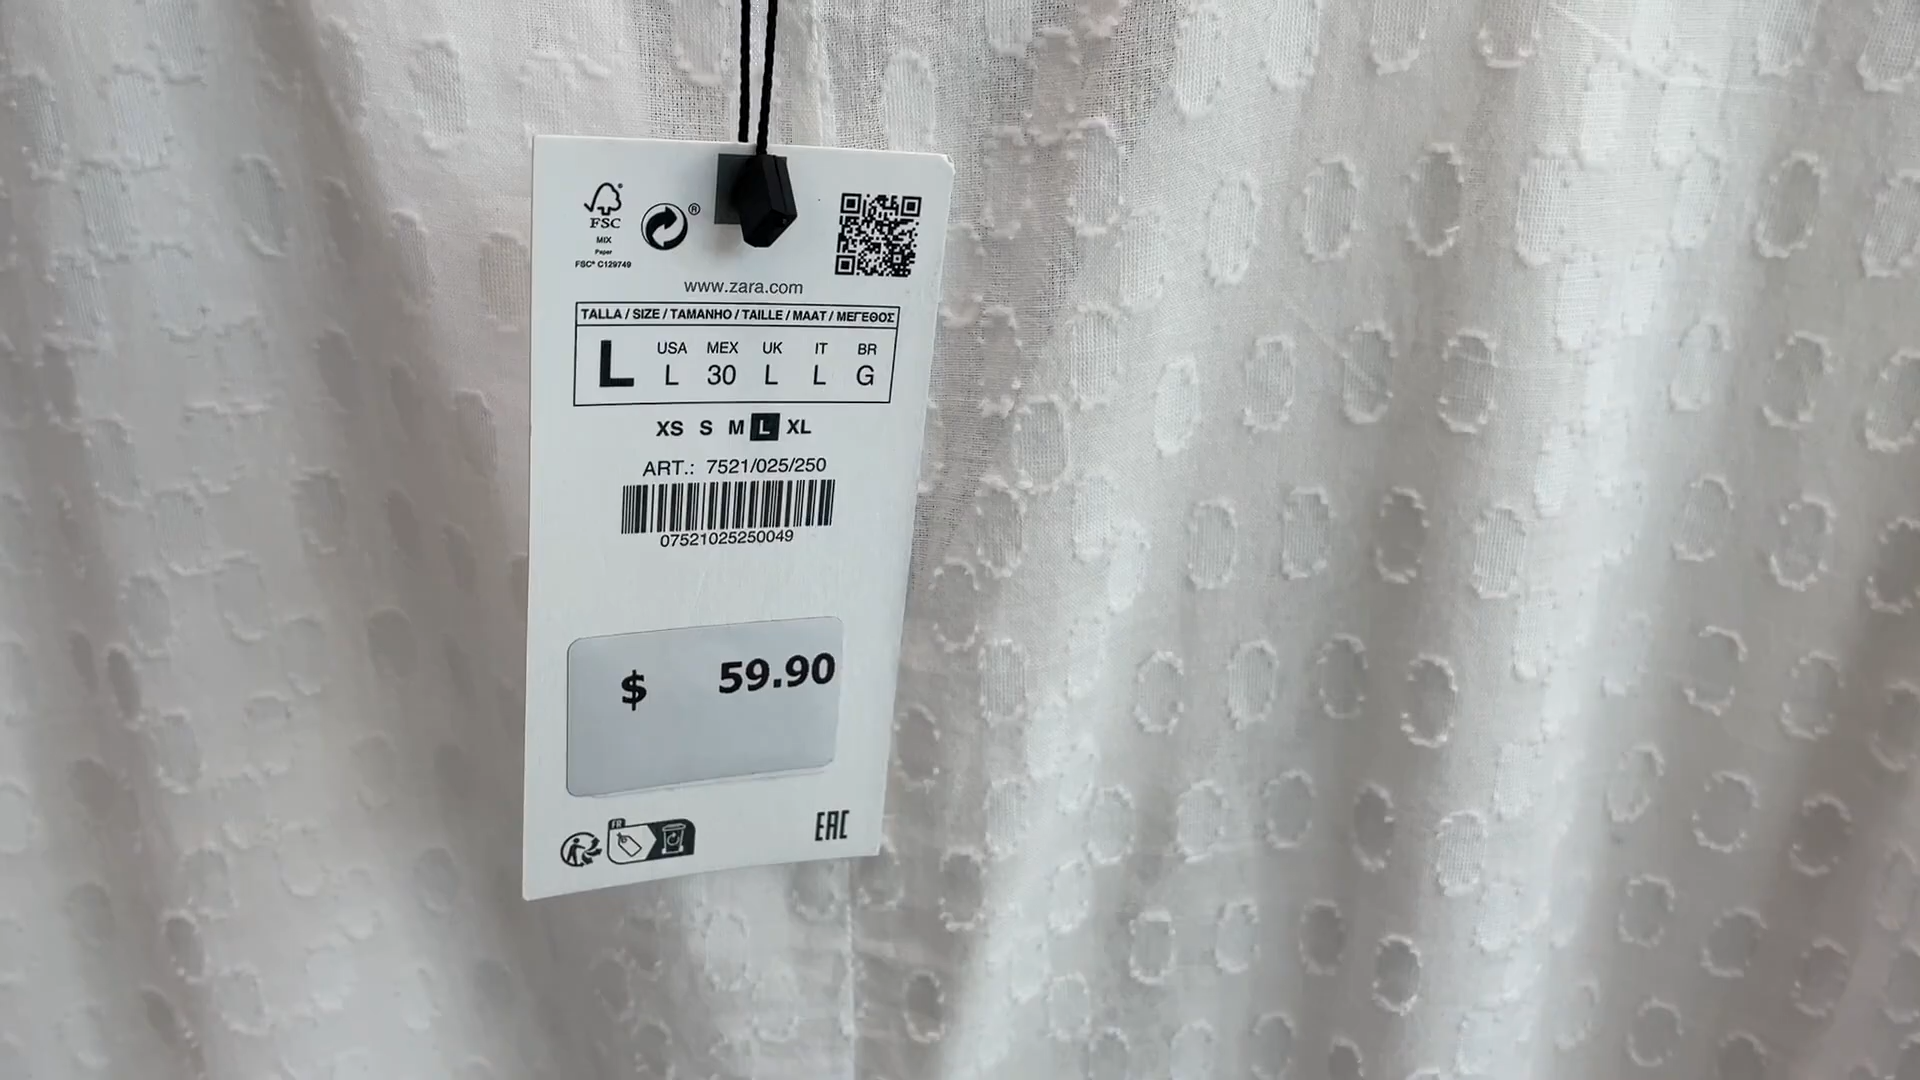 FSC
MIX
Paper
FSC® C129749
®
www.zara.com
TALLA / SIZE / TAMANHO / TAILLE / MAAT / ΜΕΓΕΘΟΣ
L
USA MEX UK IT BR
L 30 L L G
XS S M L XL
ART.: 7521/025/250
07521025250049
$ 59.90
FR
EAC